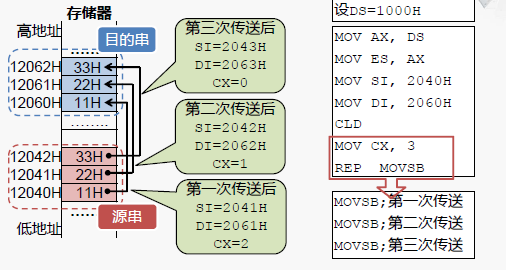 存储器
高地址
目的串
12062H 33H
12061H 22H
12060H 11H
........
12042H 33H
12041H 22H
12040H 11H
......
源串
低地址
第三次传送后
SI=2043H
DI=2063H
CX=0
第二次传送后
SI=2042H
DI=2062H
CX=1
第一次传送后
SI=2041H
DI=2061H
CX=2
设DS=1000H
MOV AX, DS
MOV ES, AX
MOV SI, 2040H
MOV DI, 2060H
CLD
MOV CX, 3
REP MOVSB
MOVSB;第一次传送
MOVSB;第二次传送
MOVSB;第三次传送